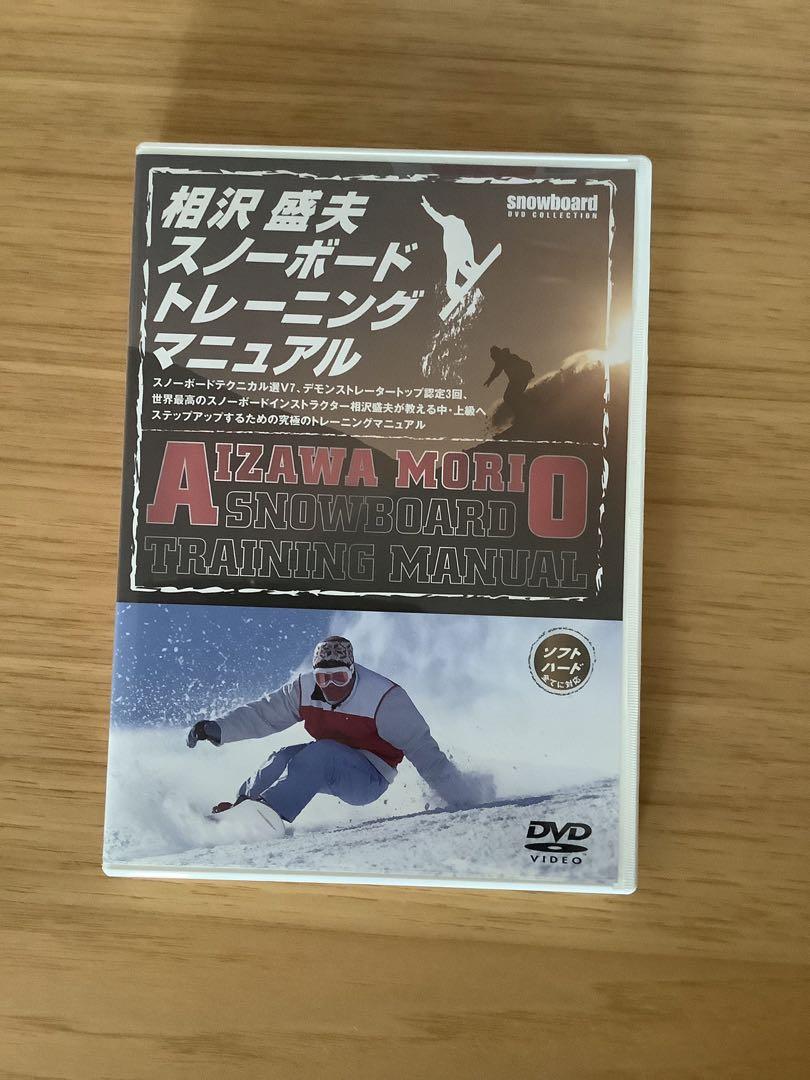 相沢 盛夫
スノーボード
トレーニング
マニュアル
snowboard
DVD COLLECTION
スノーボードテクニカル選V7、デモンストレータートップ認定3回、
世界最高のスノーボードインストラクター相沢盛夫が教える中・上級へ
ステップアップするための究極のトレーニングマニュアル
AIZAWA MORIO
SNOWBOARD
TRAINING MANUAL
ソフト
ハード
全てに対応
DVD
VIDEO